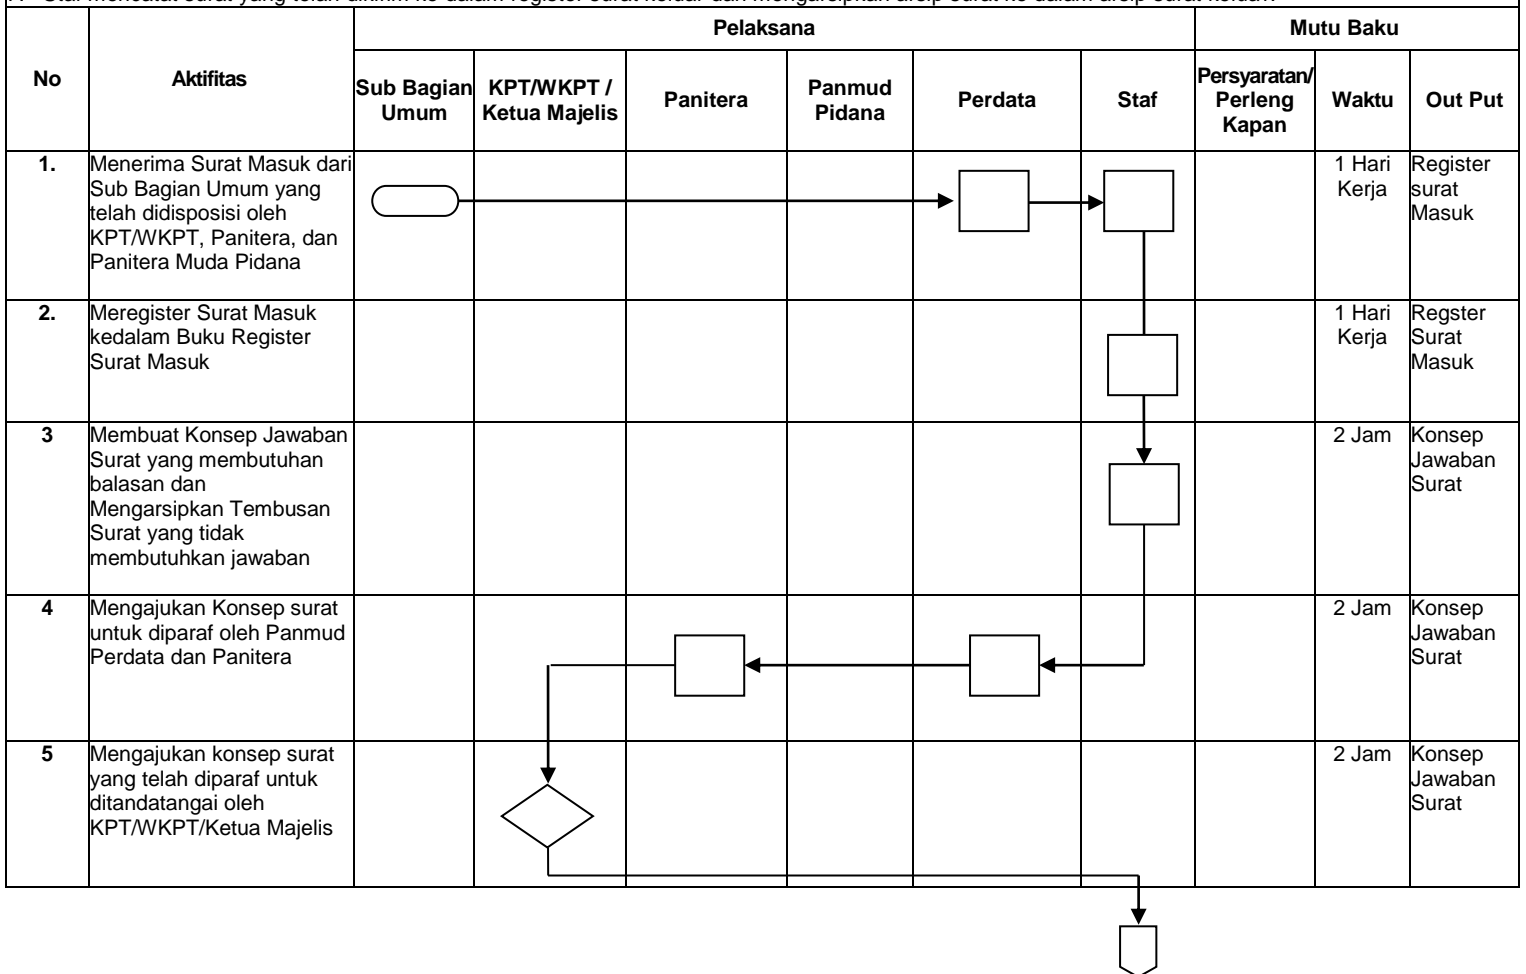 Pelaksana
Mutu Baku
No
Aktifitas
Sub Bagian
Umum
KPT/WKPT /
Ketua Majelis
Panitera
Panmud
Pidana
Perdata
Staf
Persyaratan/
Perleng
Kapan
Waktu
Out Put
1.
Menerima Surat Masuk dari
Sub Bagian Umum yang
telah didisposisi oleh
KPT/WKPT, Panitera, dan
Panitera Muda Pidana
1 Hari
Kerja
Register
surat
Masuk
2.
Meregister Surat Masuk
kedalam Buku Register
Surat Masuk
1 Hari
Kerja
Regster
Surat
Masuk
3
Membuat Konsep Jawaban
Surat yang membutuhan
balasan dan
Mengarsipkan Tembusan
Surat yang tidak
membutuhkan jawaban
2 Jam
Konsep
Jawaban
Surat
4
Mengajukan Konsep surat
untuk diparaf oleh Panmud
Perdata dan Panitera
2 Jam
Konsep
Jawaban
Surat
5
Mengajukan konsep surat
yang telah diparaf untuk
ditandatangai oleh
KPT/WKPT/Ketua Majelis
2 Jam
Konsep
Jawaban
Surat